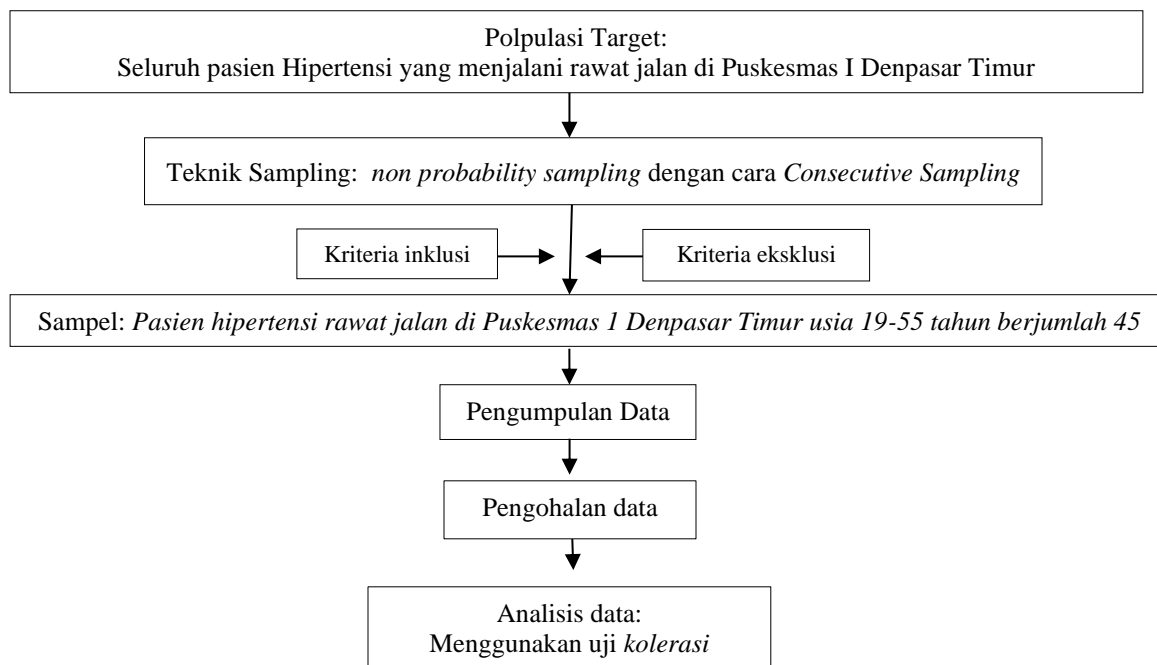 Polpulasi Target:
Seluruh pasien Hipertensi yang menjalani rawat jalan di Puskesmas I Denpasar Timur
Teknik Sampling: non probability sampling dengan cara Consecutive Sampling
Kriteria inklusi
Kriteria eksklusi
Sampel: Pasien hipertensi rawat jalan di Puskesmas 1 Denpasar Timur usia 19-55 tahun berjumlah 45
Pengumpulan Data
Pengohalan data
Analisis data:
Menggunakan uji kolerasi